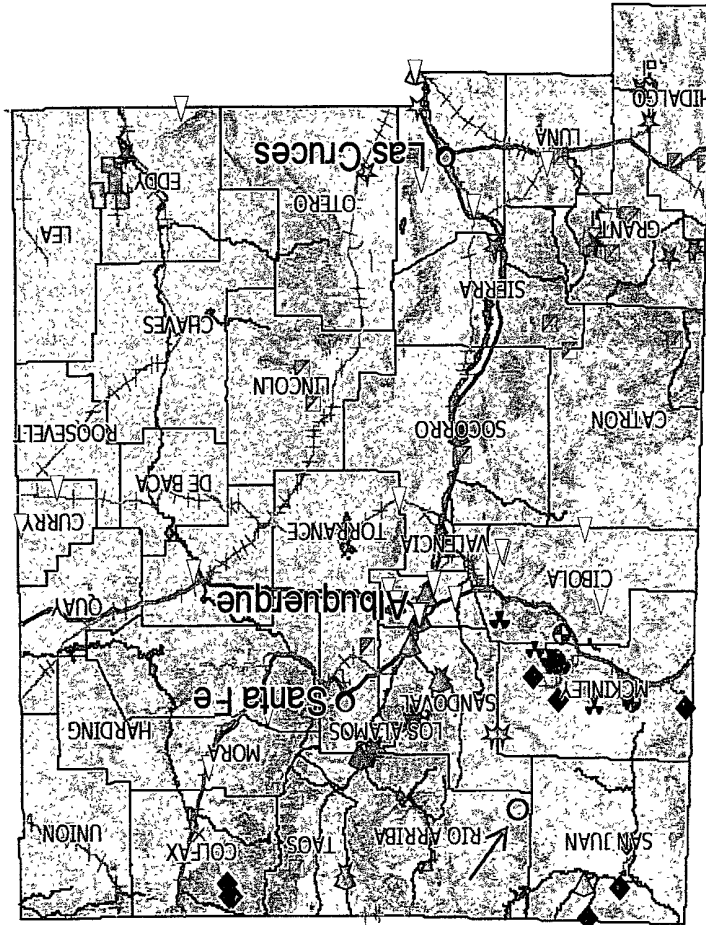 SAN JUAN
RIO ARRIBA
TAOS
COLFAX
UNION
MCKINLEY
SANDOVAL
LOS ALAMOS
MORA
HARDING
Santa Fe
CIBOLA
VALENCIA
Albuquerque
TORRANCE
QUAY
CURRY
DE BACA
CATRON
SOCORRO
LINCOLN
ROOSEVELT
CHAVES
GRANT
SIERRA
OTERO
LEA
EDDY
HIDALGO
LUNA
Las Cruces